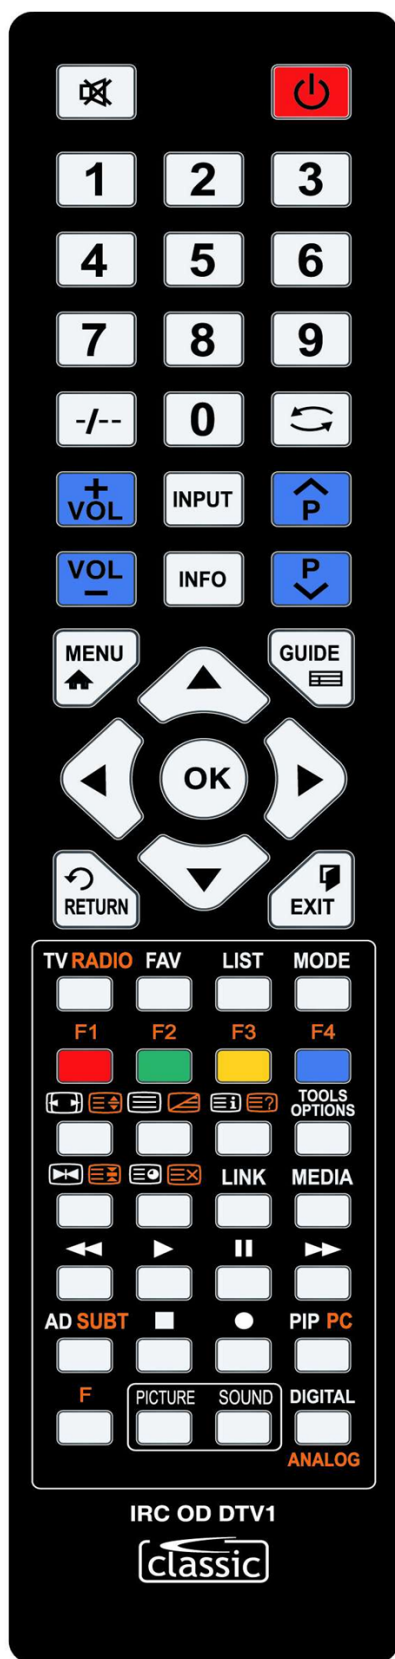 1 2 3
4 5 6
7 8 9
-/-- 0
+ VOL INPUT P
VOL - INFO P
MENU GUIDE
OK
RETURN EXIT
TV RADIO FAV LIST MODE
F1 F2 F3 F4
TOOLS
OPTIONS
LINK MEDIA
AD SUBT PIP PC
F PICTURE SOUND DIGITAL
ANALOG
IRC OD DTV1
classic